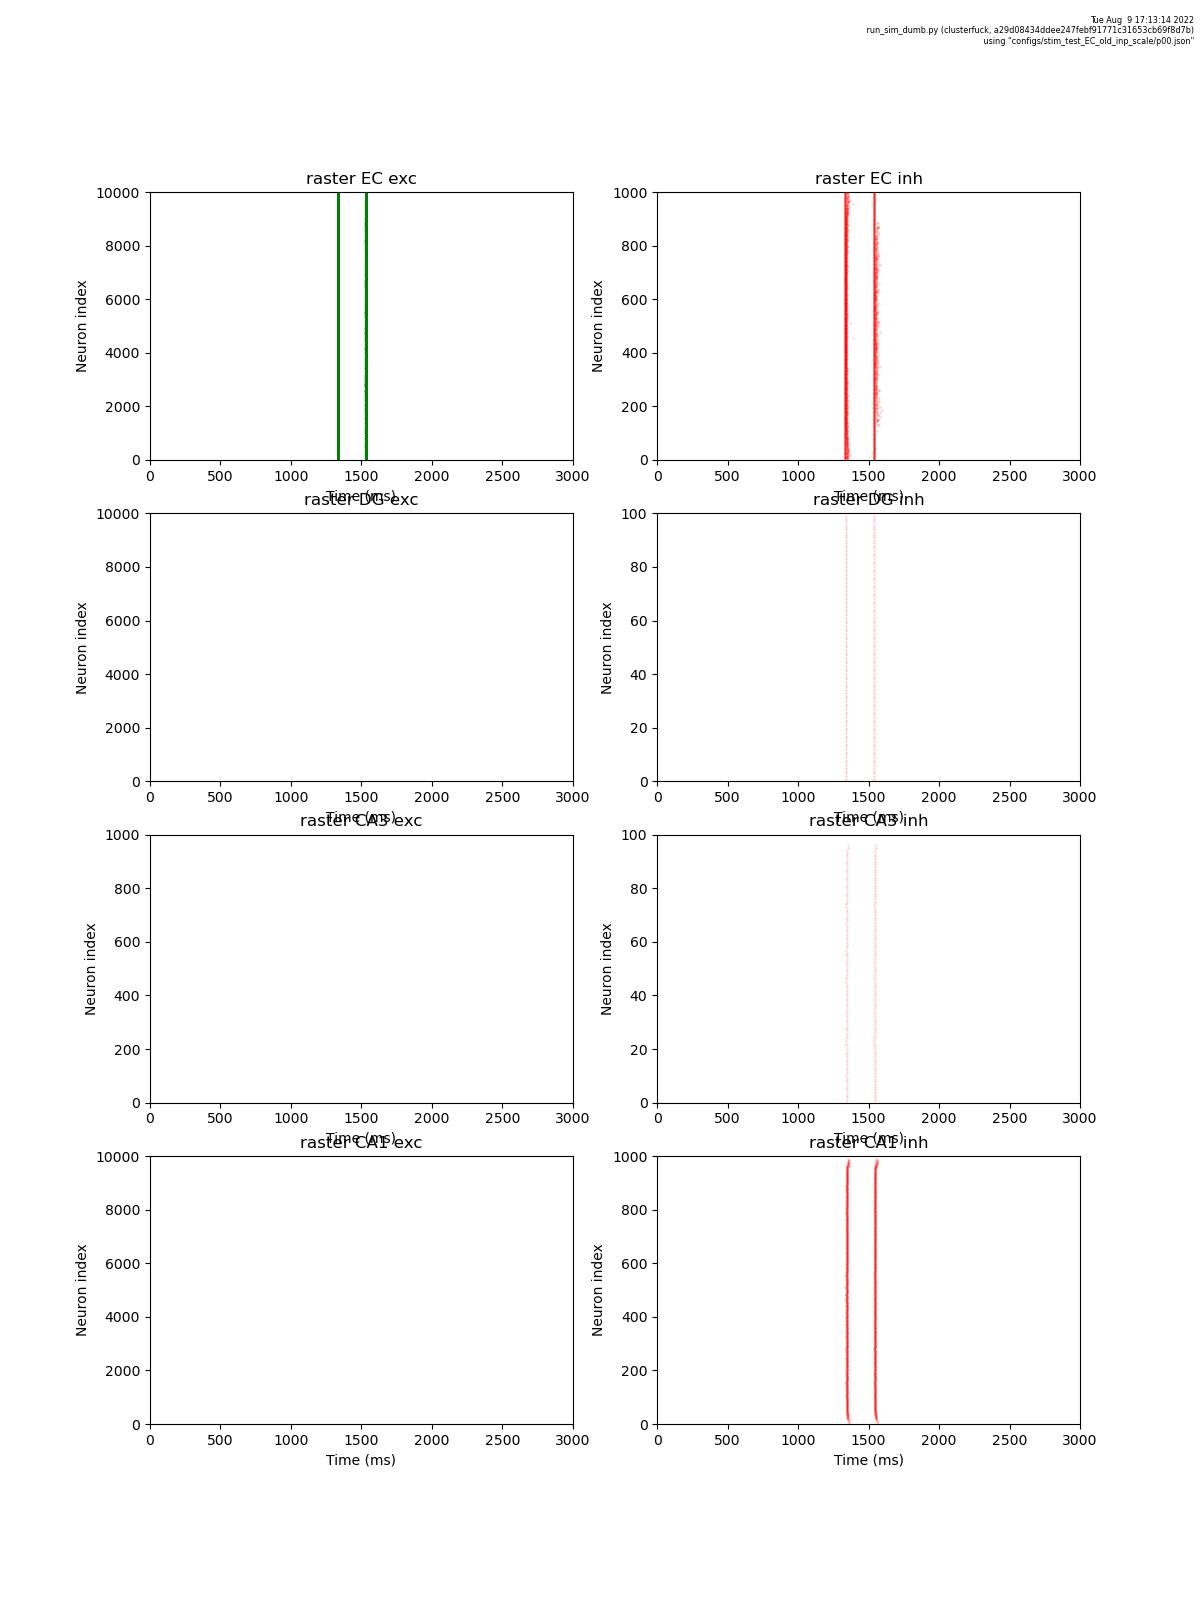 Tue Aug  9 17:13:14 2022
run_sim_dumb.py (clusterfuck, a29d08434ddee247febf91771c31653cb69f8d7b)
using "configs/stim_test_EC_old_inp_scale/p00.json"
raster EC exc
Neuron index
10000
8000
6000
4000
2000
0
0 500 1000 1500 2000 2500 3000
Time (ms)
raster EC inh
Neuron index
1000
800
600
400
200
0
0 500 1000 1500 2000 2500 3000
Time (ms)
raster DG exc
Neuron index
10000
8000
6000
4000
2000
0
0 500 1000 1500 2000 2500 3000
Time (ms)
raster DG inh
Neuron index
100
80
60
40
20
0
0 500 1000 1500 2000 2500 3000
Time (ms)
raster CA3 exc
Neuron index
1000
800
600
400
200
0
0 500 1000 1500 2000 2500 3000
Time (ms)
raster CA3 inh
Neuron index
100
80
60
40
20
0
0 500 1000 1500 2000 2500 3000
Time (ms)
raster CA1 exc
Neuron index
10000
8000
6000
4000
2000
0
0 500 1000 1500 2000 2500 3000
Time (ms)
raster CA1 inh
Neuron index
1000
800
600
400
200
0
0 500 1000 1500 2000 2500 3000
Time (ms)